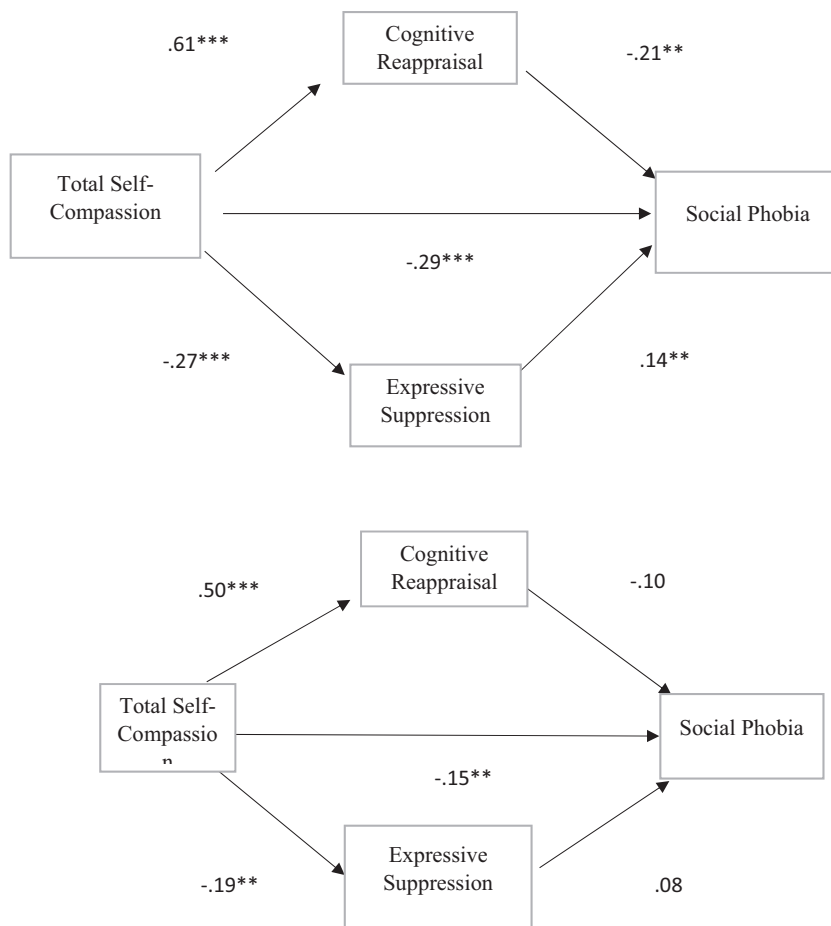 .61***
Cognitive
Reappraisal
-.21**
Total Self-
Compassion
Social Phobia
-.29***
-.27***
Expressive
Suppression
.14**
.50***
Cognitive
Reappraisal
-.10
Total Self-
Compassio
n
Social Phobia
-.15**
-.19**
Expressive
Suppression
.08